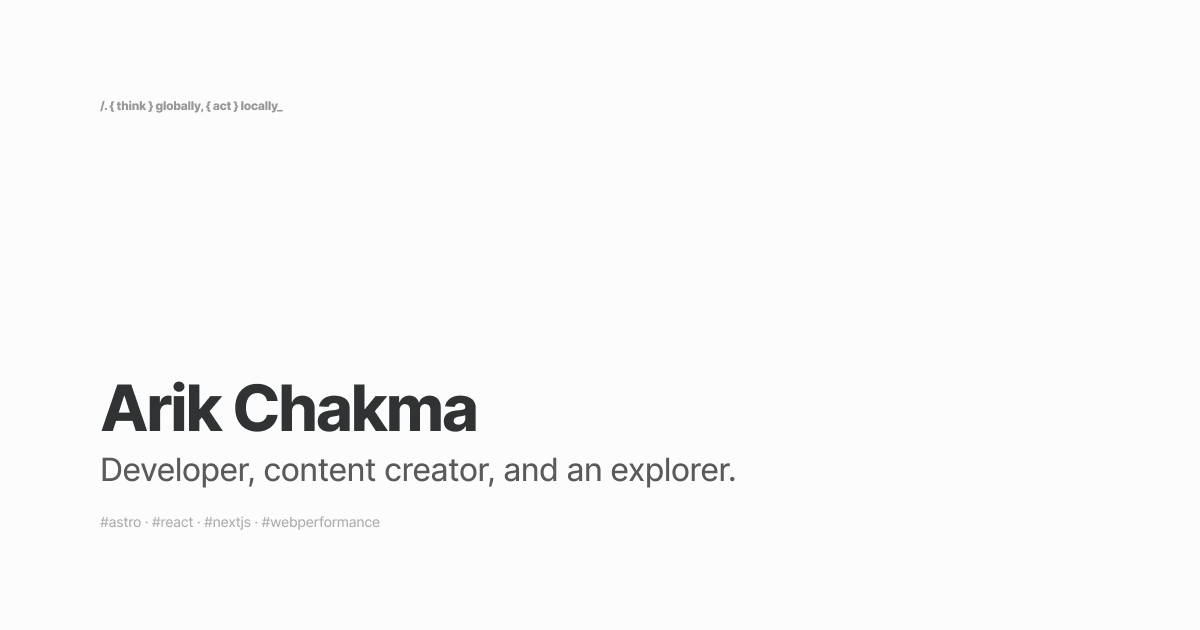 /. { think } globally, { act } locally_
Arik Chakma
Developer, content creator, and an explorer.
#astro · #react · #nextjs · #webperformance